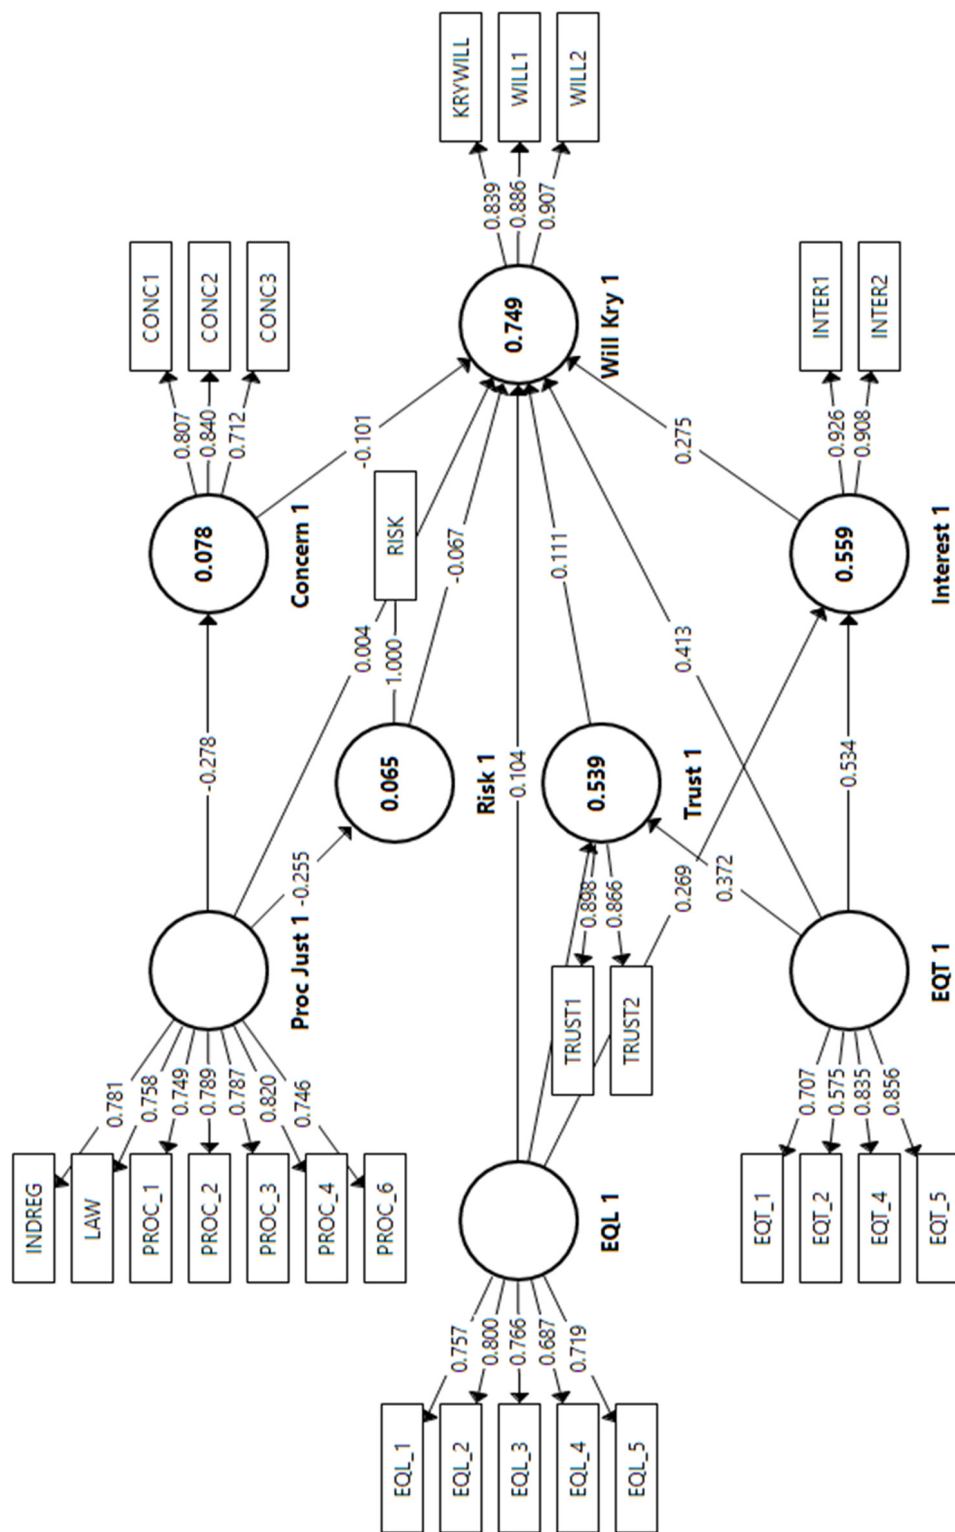 KRYWILL
WILL1
WILL2
0.839
0.886
0.907
CONC1
CONC2
CONC3
0.807
0.840
0.712
0.749
Will Kry 1
INTER1
INTER2
0.926
0.908
-0.101
0.275
RISK
0.078
Concern 1
0.559
Interest 1
-0.067
0.111
0.004
1.000
0.413
-0.278
0.104
0.534
0.065
Risk 1
0.539
Trust 1
-0.255
0.898
0.866
0.269
0.372
Proc Just 1
TRUST1
TRUST2
EQT 1
0.781
0.758
0.749
0.789
0.787
0.820
0.746
0.707
0.575
0.835
0.856
INDREG
LAW
PROC_1
PROC_2
PROC_3
PROC_4
PROC_6
EQL 1
EQT_1
EQT_2
EQT_4
EQT_5
0.757
0.800
0.766
0.687
0.719
EQL_1
EQL_2
EQL_3
EQL_4
EQL_5